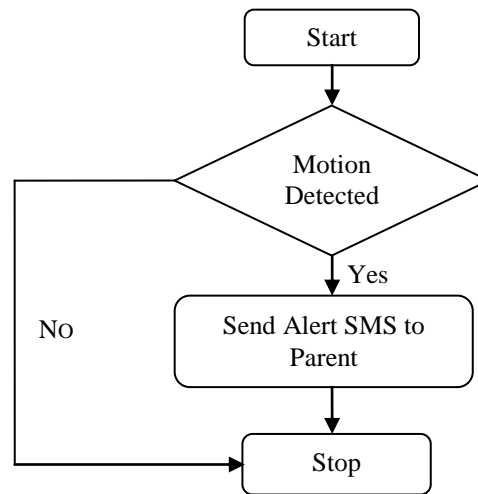 Start
Motion
Detected
Yes
No
Send Alert SMS to
Parent
Stop